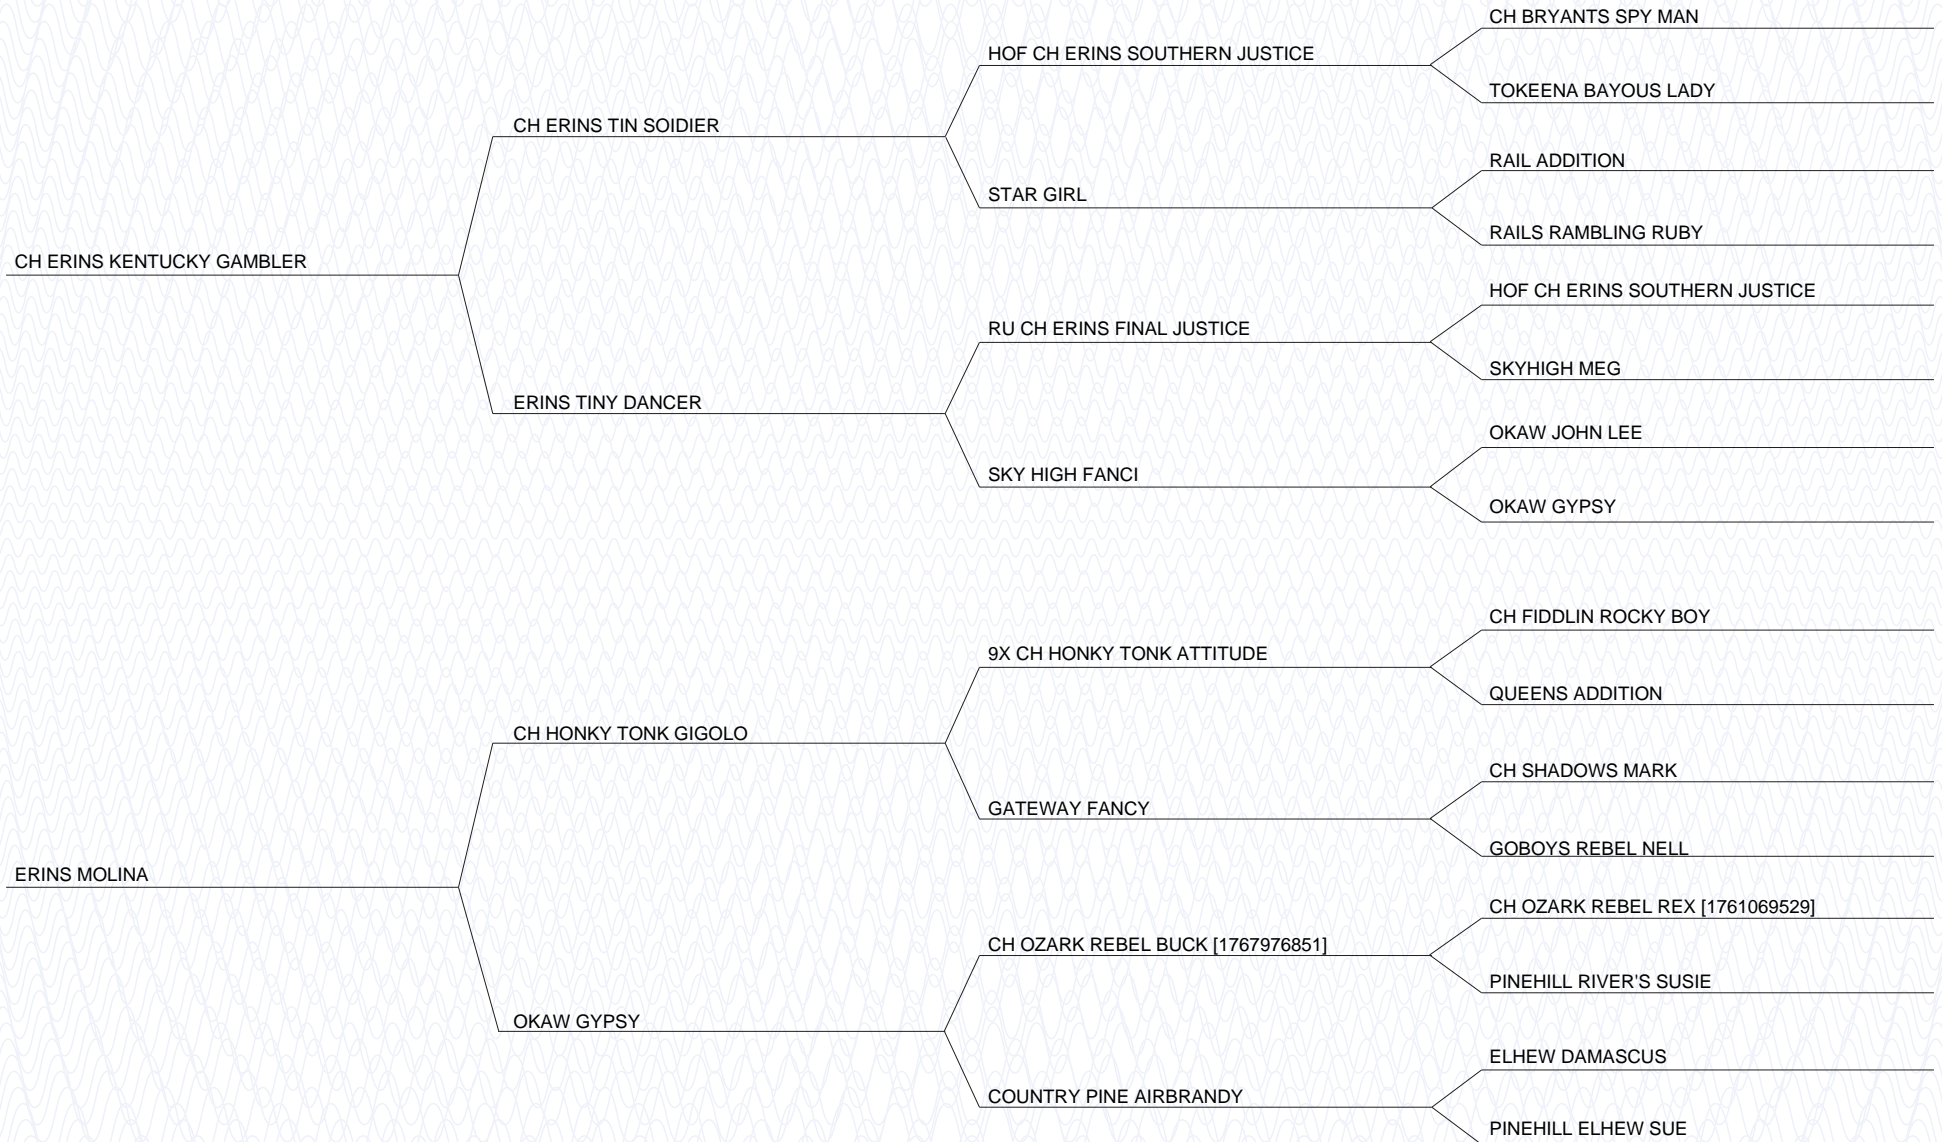 CH BRYANTS SPY MAN
HOF CH ERINS SOUTHERN JUSTICE
TOKEENA BAYOUS LADY
CH ERINS TIN SOIDIER
RAIL ADDITION
STAR GIRL
RAILS RAMBLING RUBY
CH ERINS KENTUCKY GAMBLER
HOF CH ERINS SOUTHERN JUSTICE
RU CH ERINS FINAL JUSTICE
SKYHIGH MEG
ERINS TINY DANCER
OKAW JOHN LEE
SKY HIGH FANCI
OKAW GYPSY
CH FIDDLIN ROCKY BOY
9X CH HONKY TONK ATTITUDE
QUEENS ADDITION
CH HONKY TONK GIGOLO
CH SHADOWS MARK
GATEWAY FANCY
GOBOYS REBEL NELL
ERINS MOLINA
CH OZARK REBEL REX [1761069529]
CH OZARK REBEL BUCK [1767976851]
PINEHILL RIVER'S SUSIE
OKAW GYPSY
ELHEW DAMASCUS
COUNTRY PINE AIRBRANDY
PINEHILL ELHEW SUE